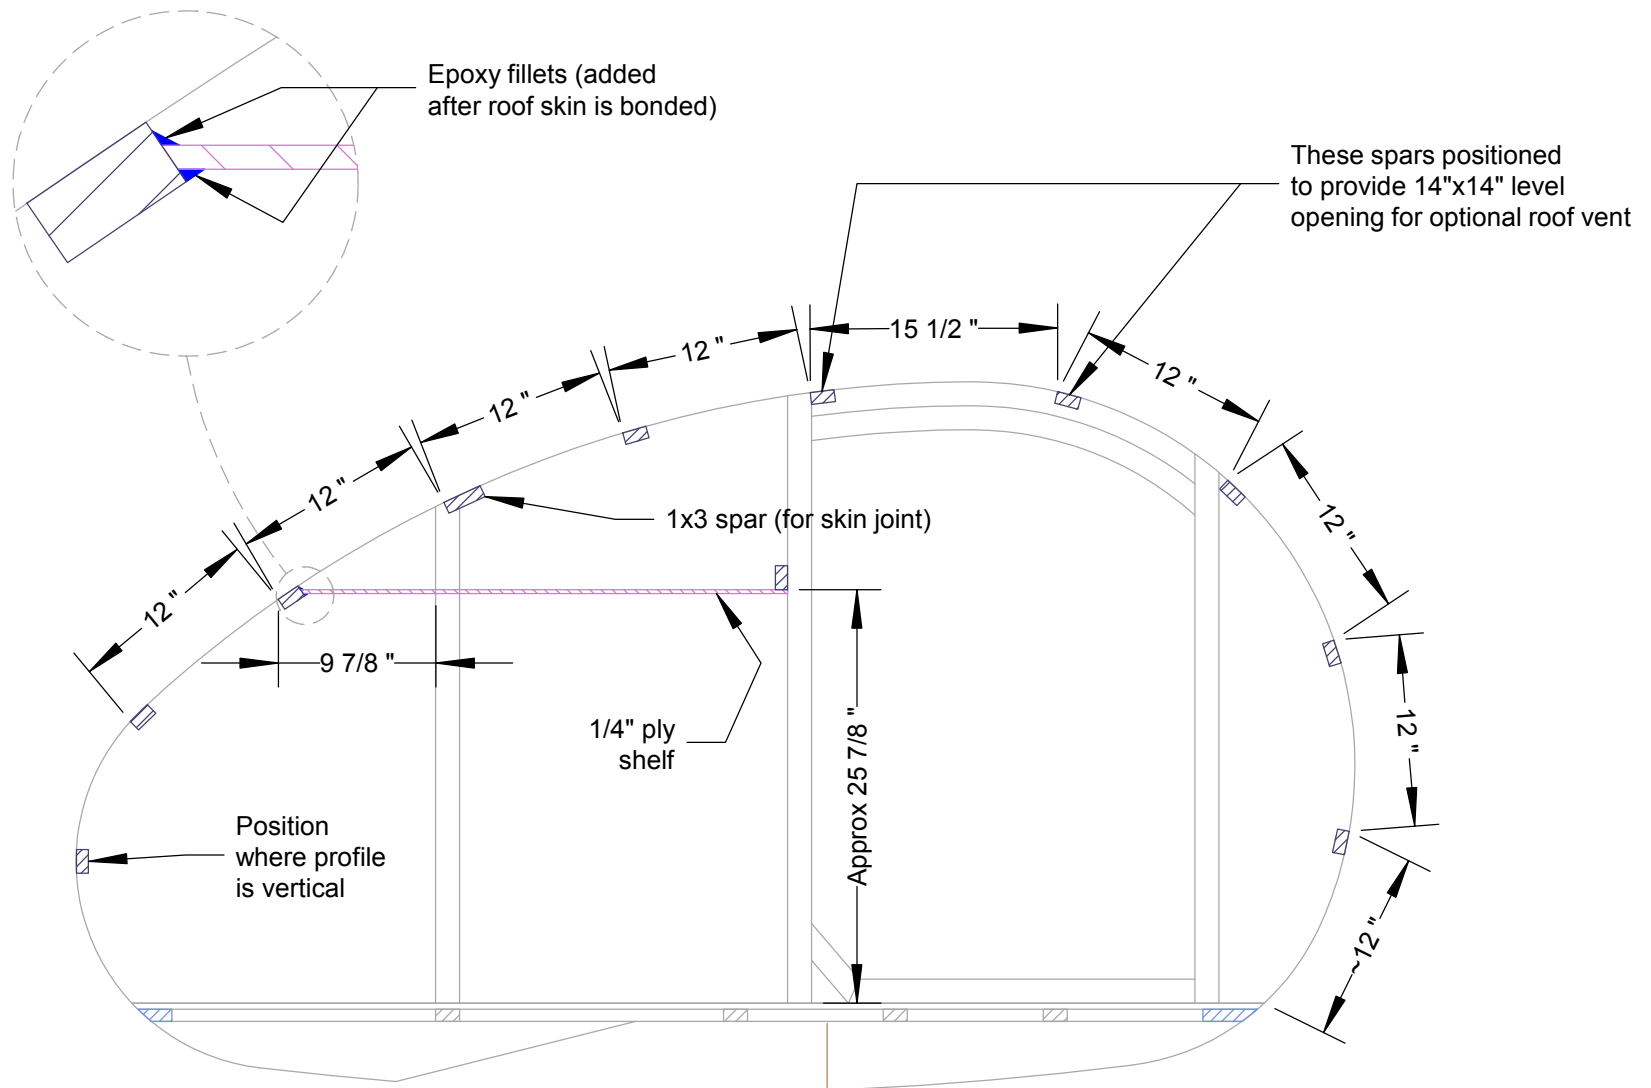 Epoxy fillets (added
after roof skin is bonded)
These spars positioned
to provide 14"x14" level
opening for optional roof vent
15 1/2 "
12 "
12 "
12 "
12 "
12 "
1x3 spar (for skin joint)
12 "
12 "
9 7/8 "
12 "
1/4" ply
shelf
Approx 25 7/8 "
Position
where profile
is vertical
~12 "